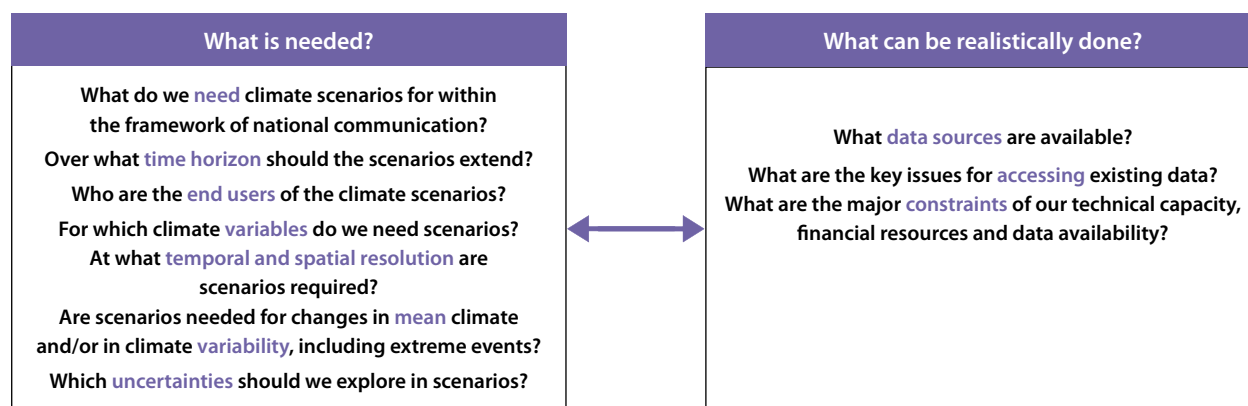 What is needed?
What do we need climate scenarios for within
the framework of national communication?
Over what time horizon should the scenarios extend?
Who are the end users of the climate scenarios?
For which climate variables do we need scenarios?
At what temporal and spatial resolution are
scenarios required?
Are scenarios needed for changes in mean climate
and/or in climate variability, including extreme events?
Which uncertainties should we explore in scenarios?
What can be realistically done?
What data sources are available?
What are the key issues for accessing existing data?
What are the major constraints of our technical capacity,
financial resources and data availability?